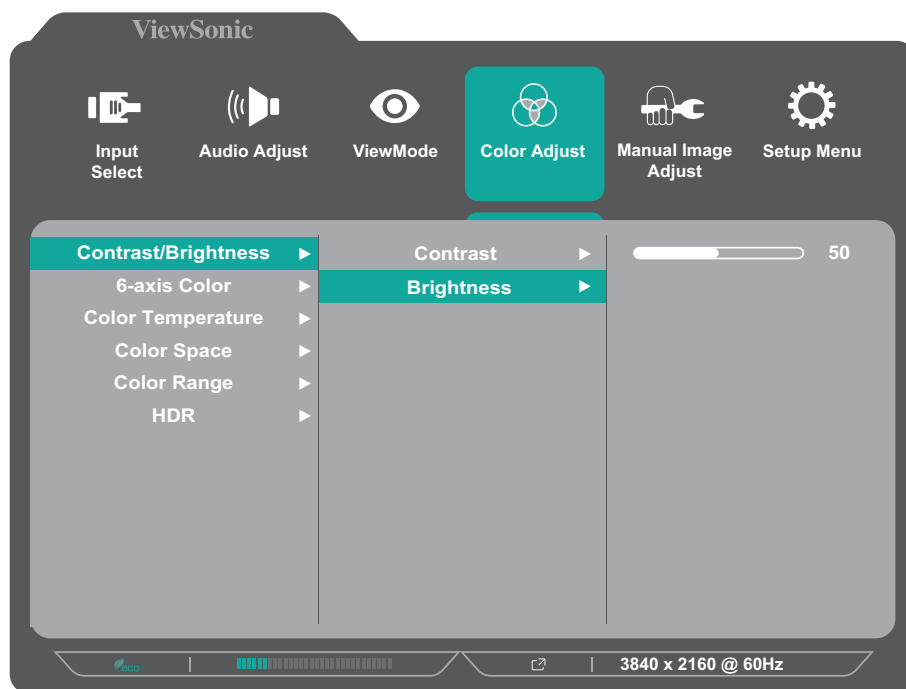 ViewSonic
Input
Select
Audio Adjust
ViewMode
Color Adjust
Manual Image
Adjust
Setup Menu
Contrast/Brightness
6-axis Color
Color Temperature
Color Space
Color Range
HDR
Contrast
Brightness
50
eco
3840 x 2160 @ 60Hz